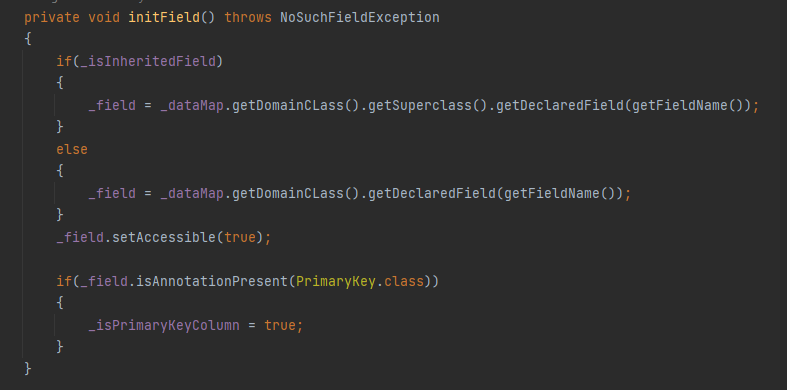 private void initField() throws NoSuchFieldException
{
    if(_isInheritedField)
    {
        _field = _dataMap.getDomainCLass().getSuperclass().getDeclaredField(getFieldName());
    }
    else
    {
        _field = _dataMap.getDomainCLass().getDeclaredField(getFieldName());
    }
    _field.setAccessible(true);

    if(_field.isAnnotationPresent(PrimaryKey.class))
    {
        _isPrimaryKeyColumn = true;
    }
}